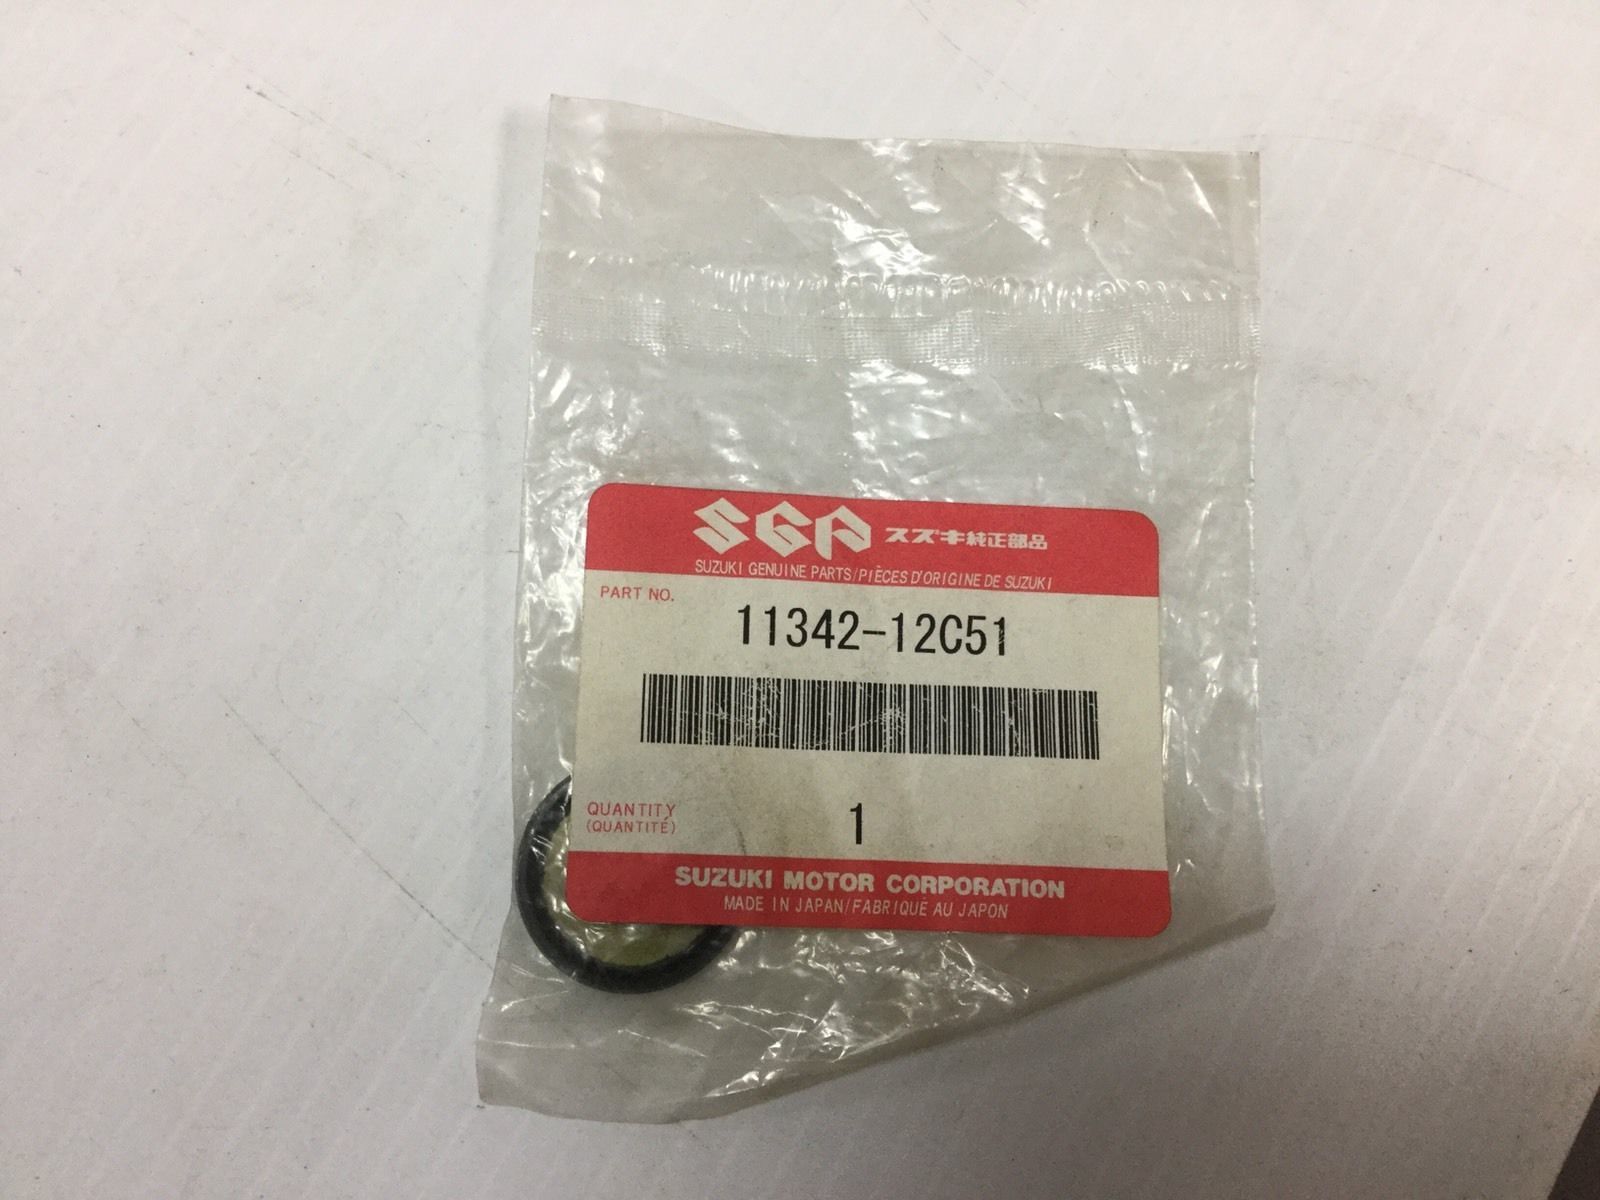 SGP スズキ純正部品
SUZUKI GENUINE PARTS/PIÈCES D'ORIGINE DE SUZUKI
PART NO.
11342-12C51
QUANTITY
(QUANTITÉ)
1
SUZUKI MOTOR CORPORATION
MADE IN JAPAN/FABRIQUÉ AU JAPON